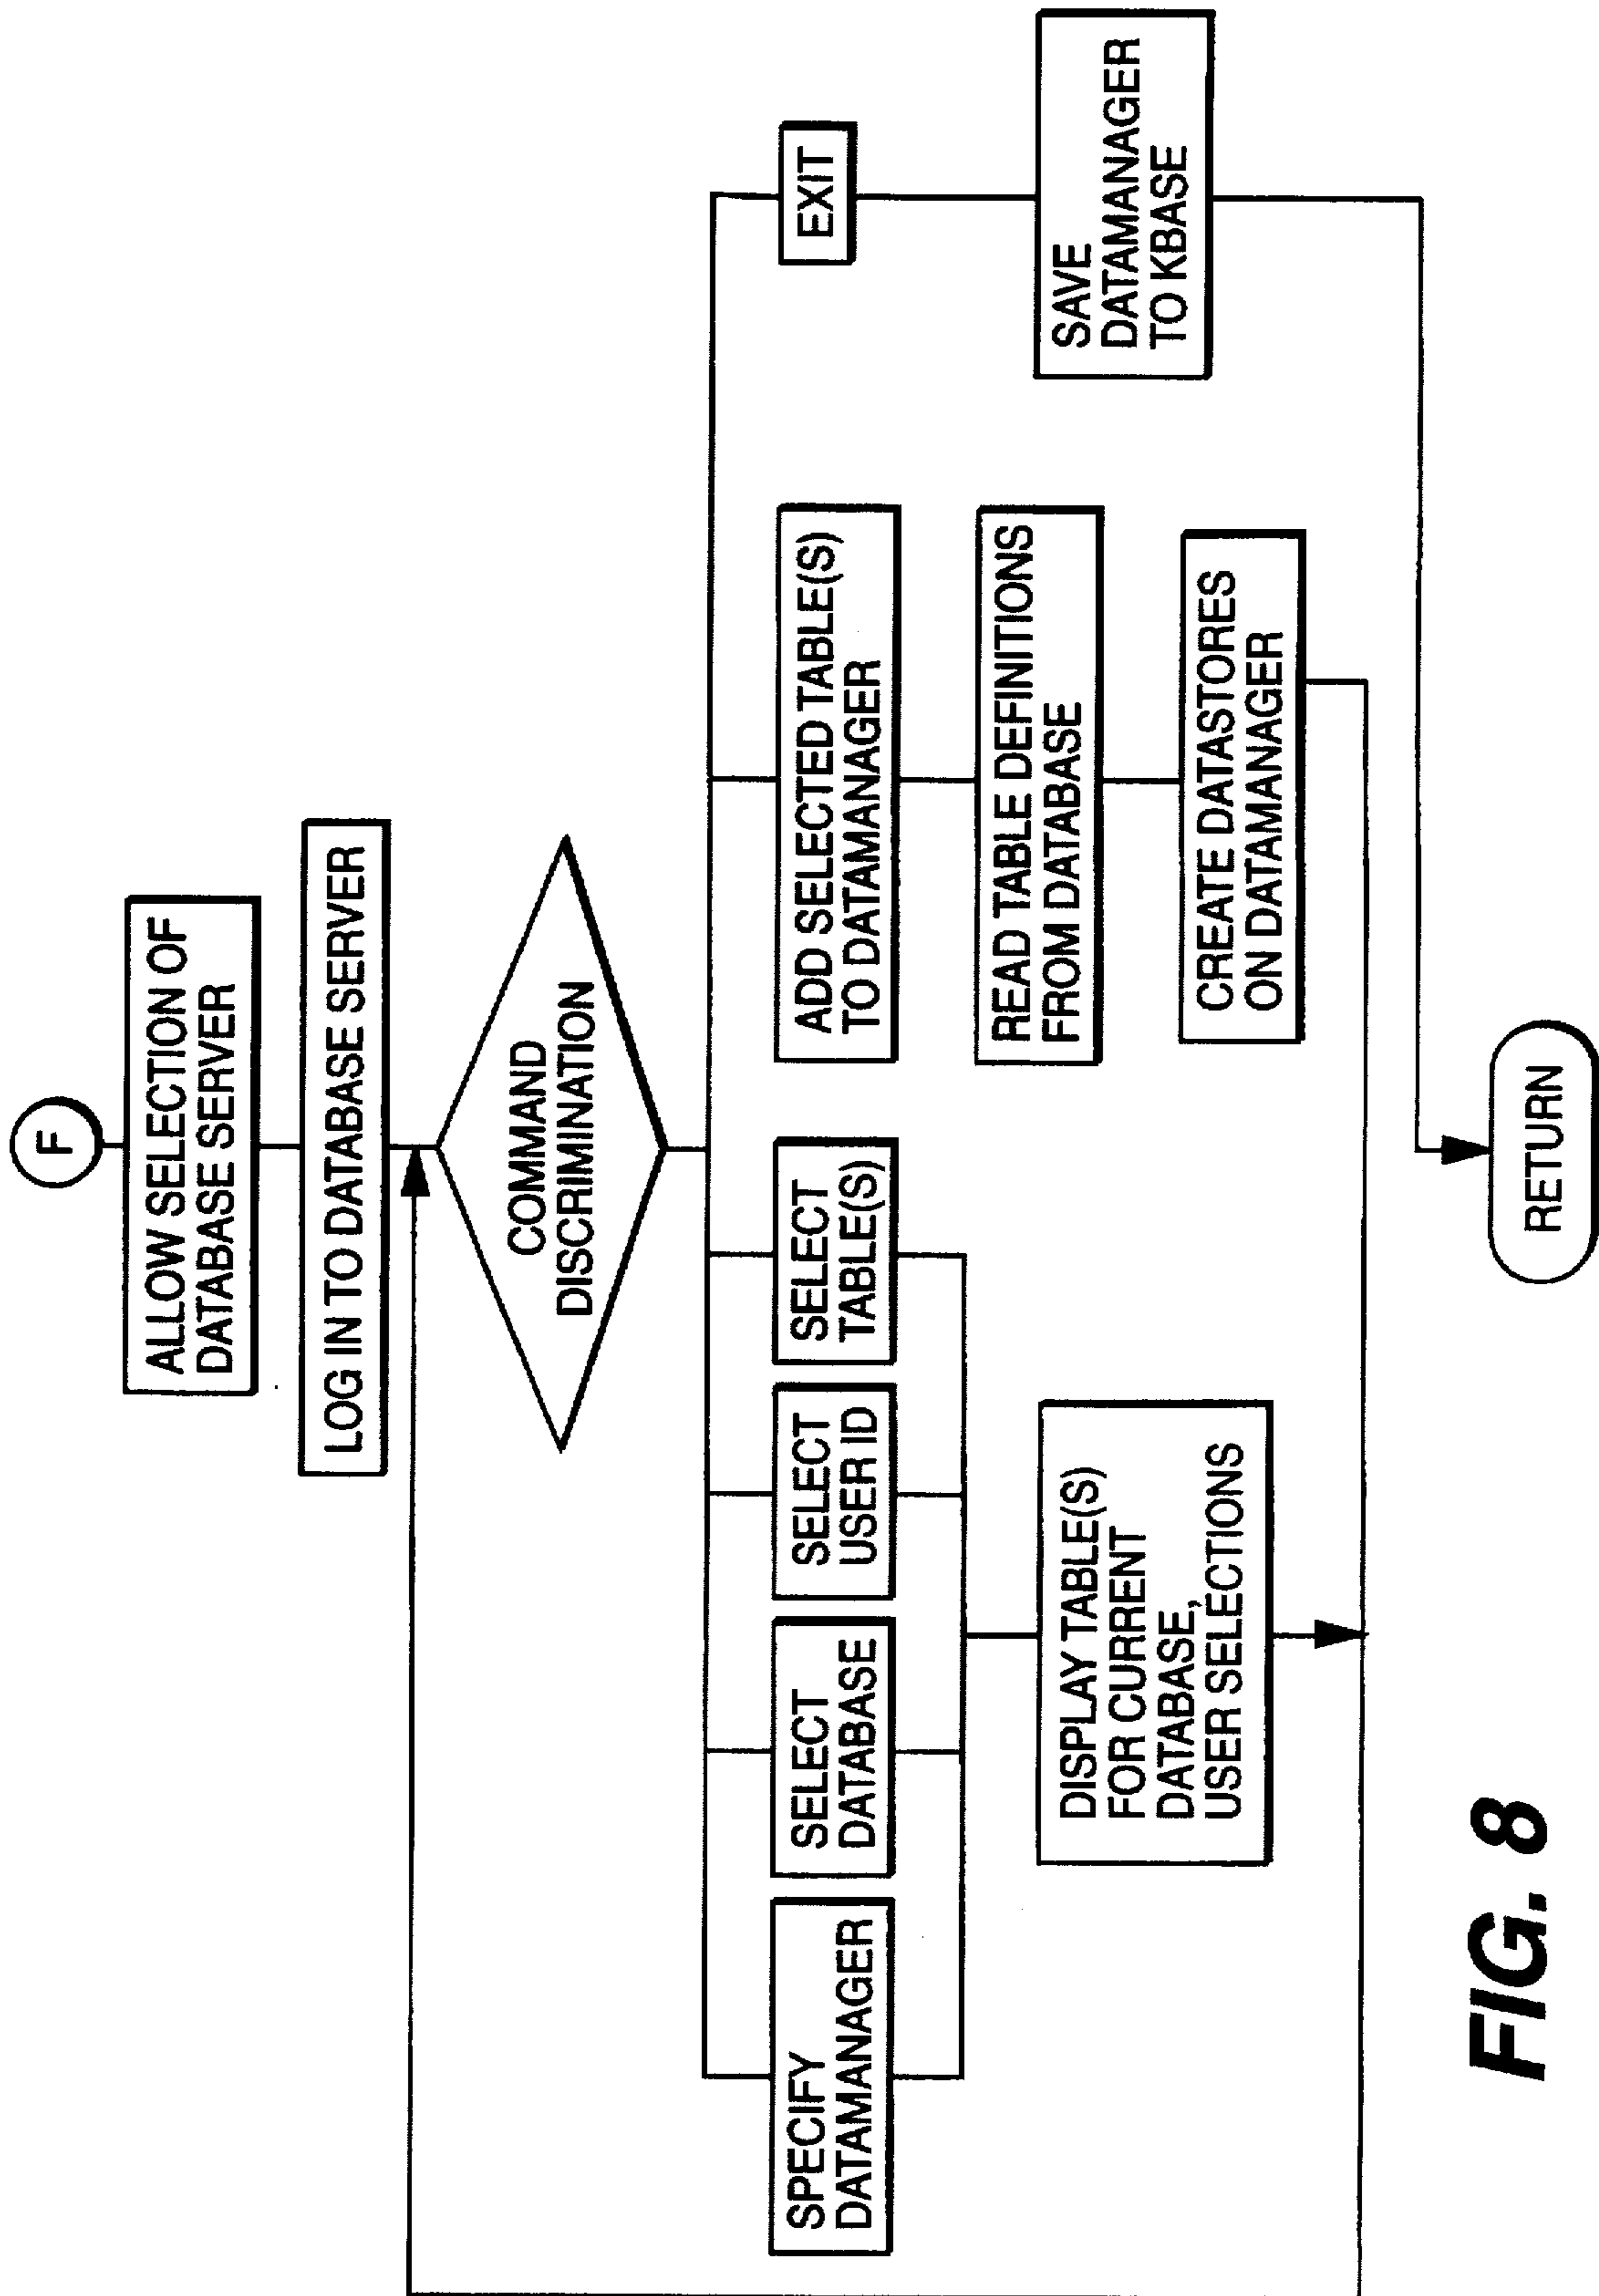 F
ALLOW SELECTION OF
DATABASE SERVER
LOG IN TO DATABASE SERVER
COMMAND
DISCRIMINATION
SPECIFY
DATAMANAGER
SELECT
DATABASE
SELECT
USER ID
SELECT
TABLE(S)
ADD SELECTED TABLE(S)
TO DATAMANAGER
EXIT
DISPLAY TABLE(S)
FOR CURRENT
DATABASE,
USER SELECTIONS
READ TABLE DEFINITIONS
FROM DATABASE
CREATE DATASTORES
ON DATAMANAGER
SAVE
DATAMANAGER
TO KBASE
RETURN
FIG. 8